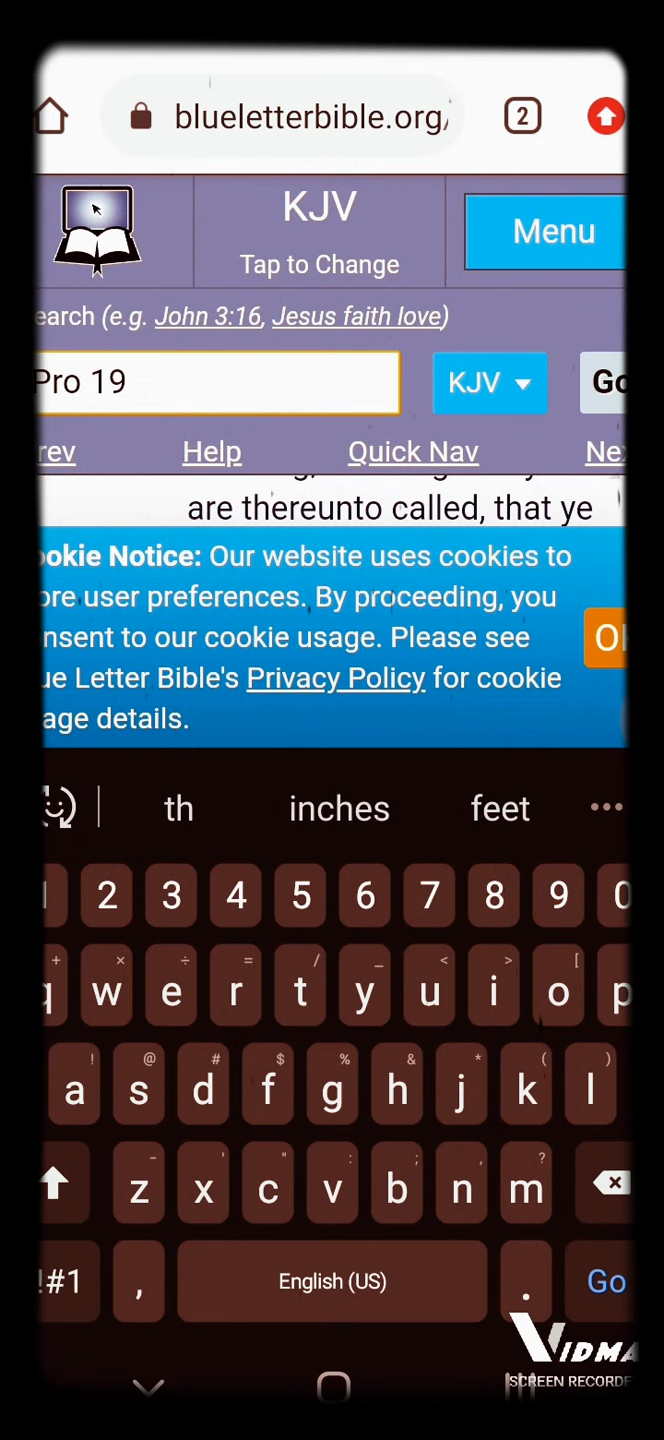 blueletterbible.org/
2
KJV
Tap to Change
Menu
earch (e.g. John 3:16, Jesus faith love)
Pro 19
KJV
Go
rev Help Quick Nav Nex
are thereunto called, that ye
ookie Notice: Our website uses cookies to
ore user preferences. By proceeding, you
nsent to our cookie usage. Please see
ue Letter Bible's Privacy Policy for cookie
age details.
th inches feet
1 2 3 4 5 6 7 8 9 0
+ × ÷ = / _ < > [
q w e r t y u i o p
! @ # $ % & * ( )
a s d f g h j k l
- ' " : ; , ?
z x c v b n m
!#1 , English (US) . Go
VIDMA
SCREEN RECORDE